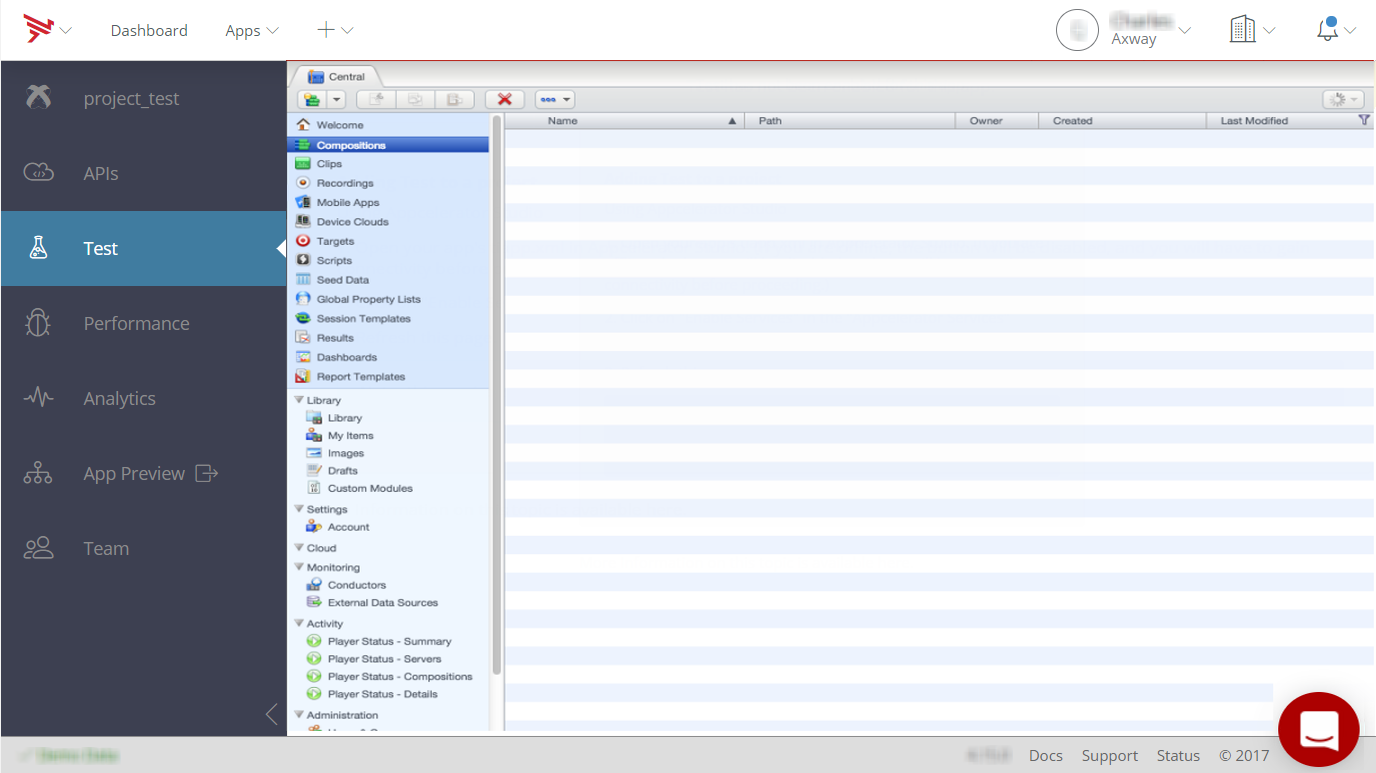 Dashboard Apps
Axway
project_test
APIs
Test
Performance
Analytics
App Preview
Team
Central
Welcome
Compositions
Clips
Recordings
Mobile Apps
Device Clouds
Targets
Scripts
Seed Data
Global Property Lists
Session Templates
Results
Dashboards
Report Templates
Library
Library
My Items
Images
Drafts
Custom Modules
Settings
Account
Cloud
Monitoring
Conductors
External Data Sources
Activity
Player Status - Summary
Player Status - Servers
Player Status - Compositions
Player Status - Details
Administration
Name Path Owner Created Last Modified
Docs Support Status © 2017